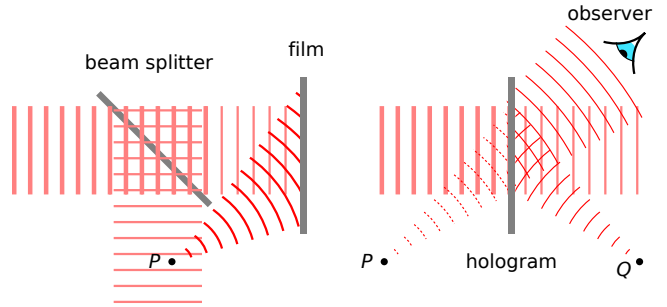 observer
film
beam splitter
P
P
hologram
Q